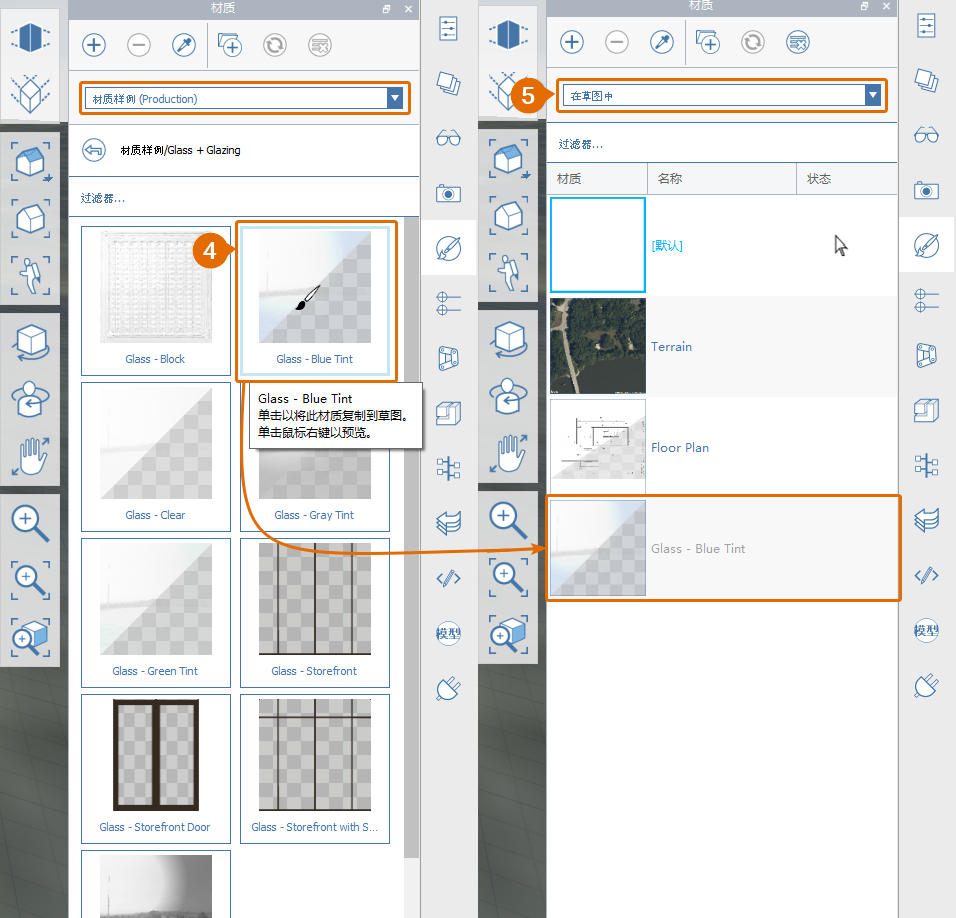 材质
材质样例 (Production)
材质样例/Glass + Glazing
过滤器...
4
Glass - Block
Glass - Blue Tint
Glass - Blue Tint
单击以将此材质复制到草图。
单击鼠标右键以预览。
Glass - Clear
Glass - Gray Tint
Glass - Green Tint
Glass - Storefront
Glass - Storefront Door
Glass - Storefront with S...
模型
材质
5
在草图中
过滤器...
材质
名称
状态
[默认]
Terrain
Floor Plan
Glass - Blue Tint
模型